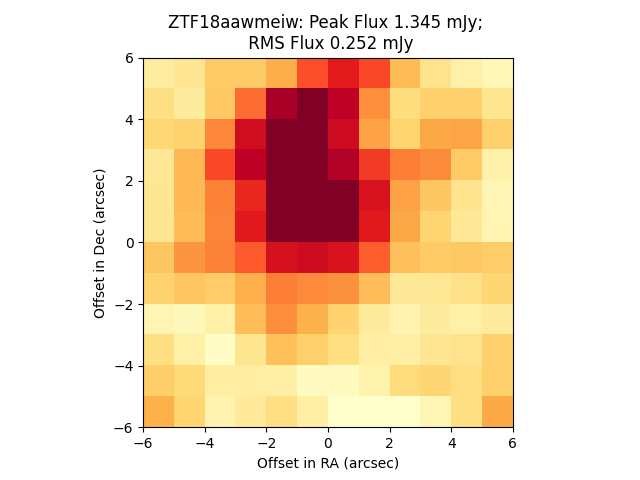 ZTF18aawmeiw: Peak Flux 1.345 mJy;
RMS Flux 0.252 mJy
6
4
2
0
−2
−4
−6
Offset in Dec (arcsec)
−6 −4 −2 0 2 4 6
Offset in RA (arcsec)